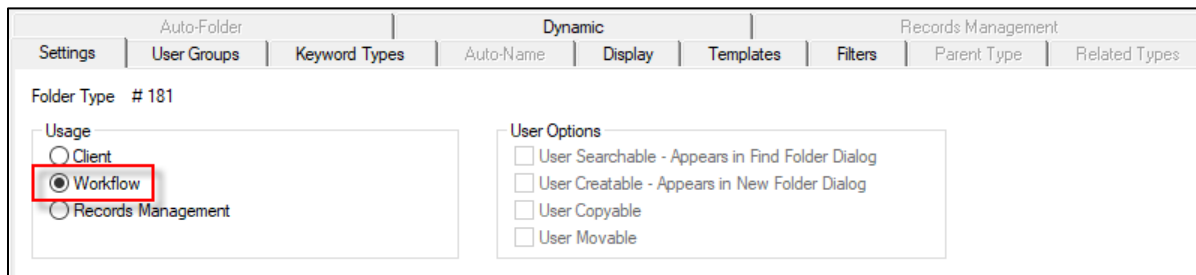 Auto-Folder Dynamic Records Management
Settings User Groups Keyword Types Auto-Name Display Templates Filters Parent Type Related Types
Folder Type # 181
Usage
Client
Workflow
Records Management
User Options
User Searchable - Appears in Find Folder Dialog
User Creatable - Appears in New Folder Dialog
User Copyable
User Movable